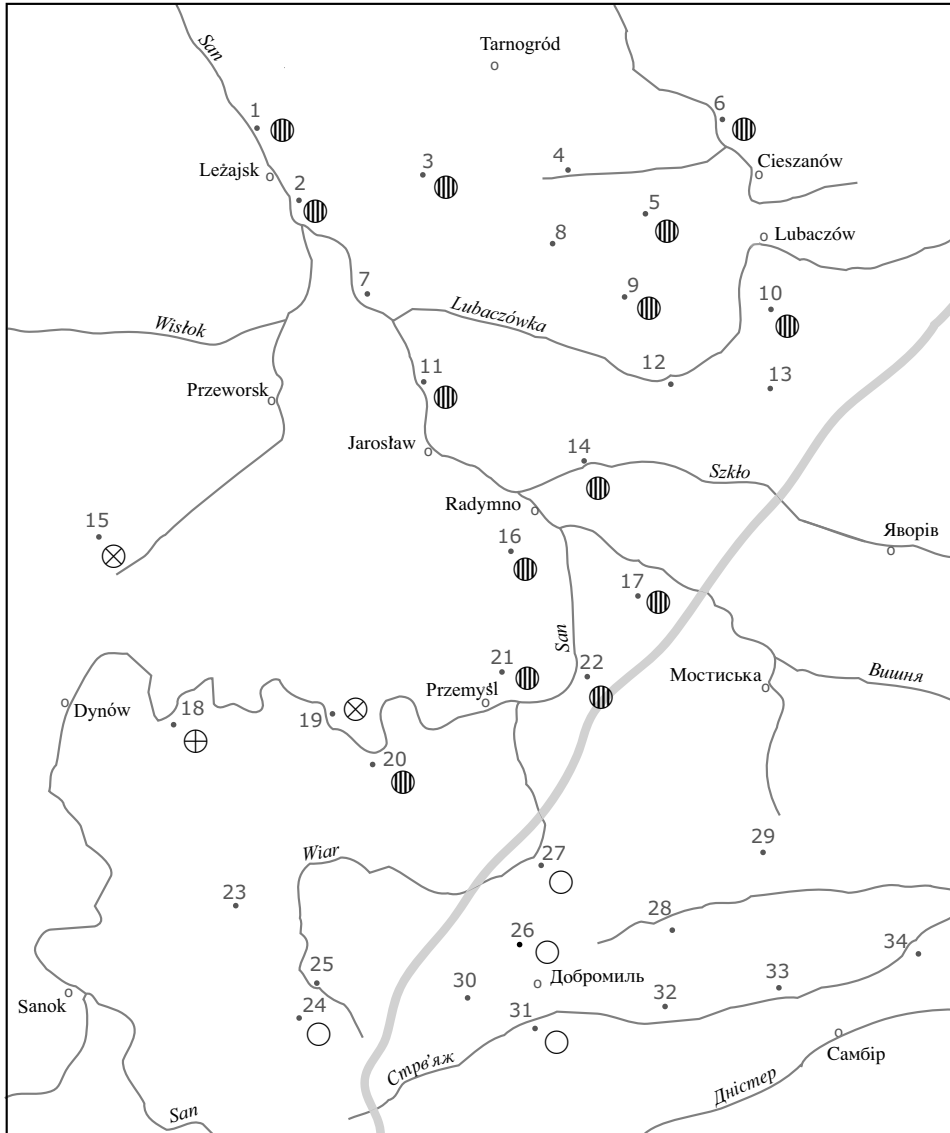 San
Tarnogród
1
6
Leżajsk
3
4
Cieszanów
2
5
8
Lubaczów
7
9
10
Wisłok
Lubaczówka
11
12
13
Przeworsk
Jarosław
14
Szkło
Radymno
15
16
Яворів
17
San
21
22
Przemyśl
Мостиська
Вишня
Dynów
18
19
20
Wiar
27
29
23
28
26
34
25
Добромиль
33
Sanok
30
24
32
31
Самбір
Стрв’яж
Дністер
San